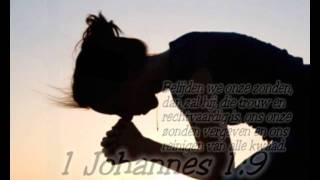 Belijden we onze zonden,
dan zal hij, die trouw en
rechtvaardig is ons onze
zonden vergeven en ons
reinigen van alle kwaad.
1 Johannes 1.9